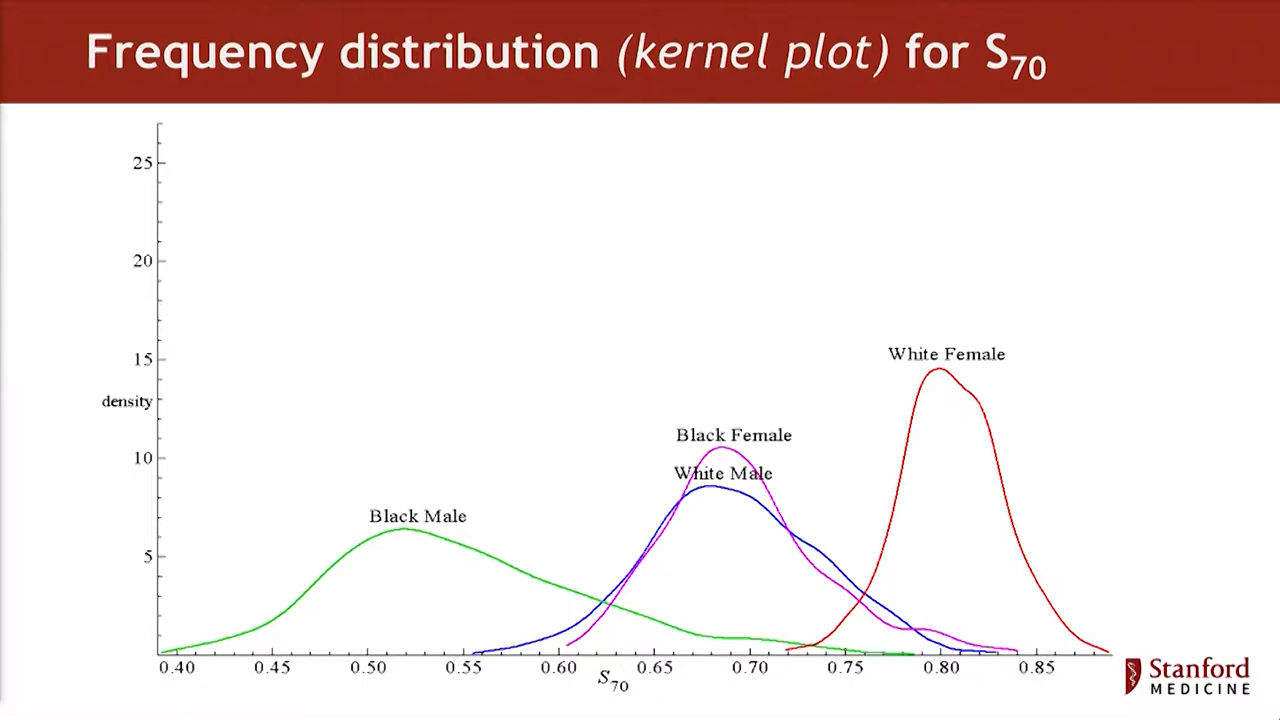 Frequency distribution (kernel plot) for S70
25
20
15
White Female
density
Black Female
10
White Male
Black Male
5
0.40 0.45 0.50 0.55 0.60 0.65 0.70 0.75 0.80 0.85
S70
Stanford
MEDICINE